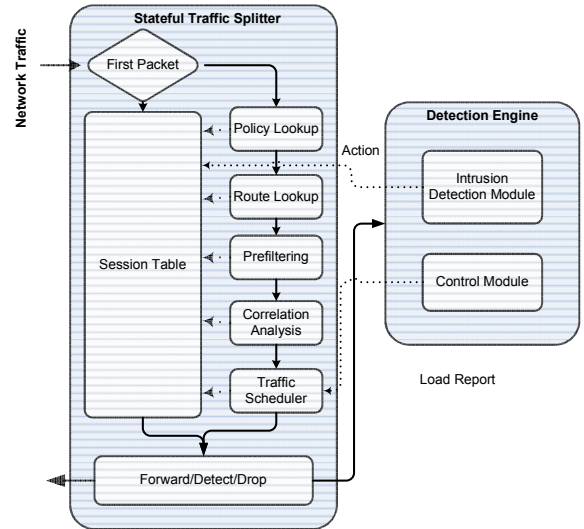 Stateful Traffic Splitter
Network Traffic
First Packet
Policy Lookup
Detection Engine
Action
Intrusion
Detection Module
Route Lookup
Session Table
Prefiltering
Control Module
Correlation
Analysis
Traffic
Scheduler
Load Report
Forward/Detect/Drop